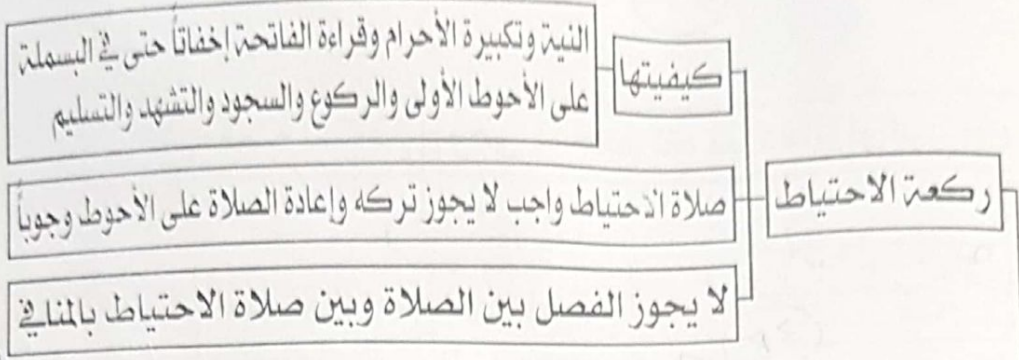 ركعة الاحتياط
كيفيتها
النية وتكبيرة الأحرام وقراءة الفاتحة إخفاتاً حتى في البسملة
على الأحوط الأولى والركوع والسجود والتشهد والتسليم
صلاة الاحتياط واجب لا يجوز تركه وإعادة الصلاة على الأحوط وجوباً
لا يجوز الفصل بين الصلاة وبين صلاة الاحتياط بالمنافي